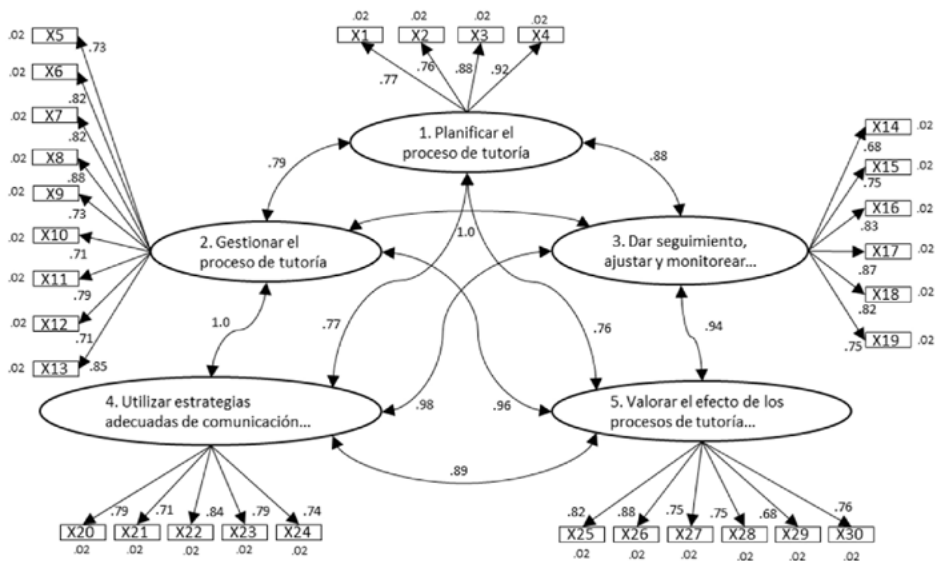 .02 .02 .02 .02
X1 X2 X3 X4
.77 .76 .88 .92
1. Planificar el
proceso de tutoría
.02 X5 .73
.02 X6 .82
.02 X7 .82
.02 X8 .88
.02 X9 .73
.02 X10 .71
.02 X11 .79
.02 X12 .71
.02 X13 .85
2. Gestionar el
proceso de tutoría
.79
.88
1.0
3. Dar seguimiento,
ajustar y monitorear...
X14 .02
.68
X15 .02
.75
X16 .02
.83
X17 .02
.87
X18 .02
.82
X19 .02
.75
1.0
.77
.76
.94
4. Utilizar estrategias
adecuadas de comunicación...
.98
.96
5. Valorar el efecto de los
procesos de tutoría...
.89
.79 .71 .84 .79 .74
X20 X21 X22 X23 X24
.02 .02 .02 .02 .02
.82 .88 .75 .75 .68 .76
X25 X26 X27 X28 X29 X30
.02 .02 .02 .02 .02 .02